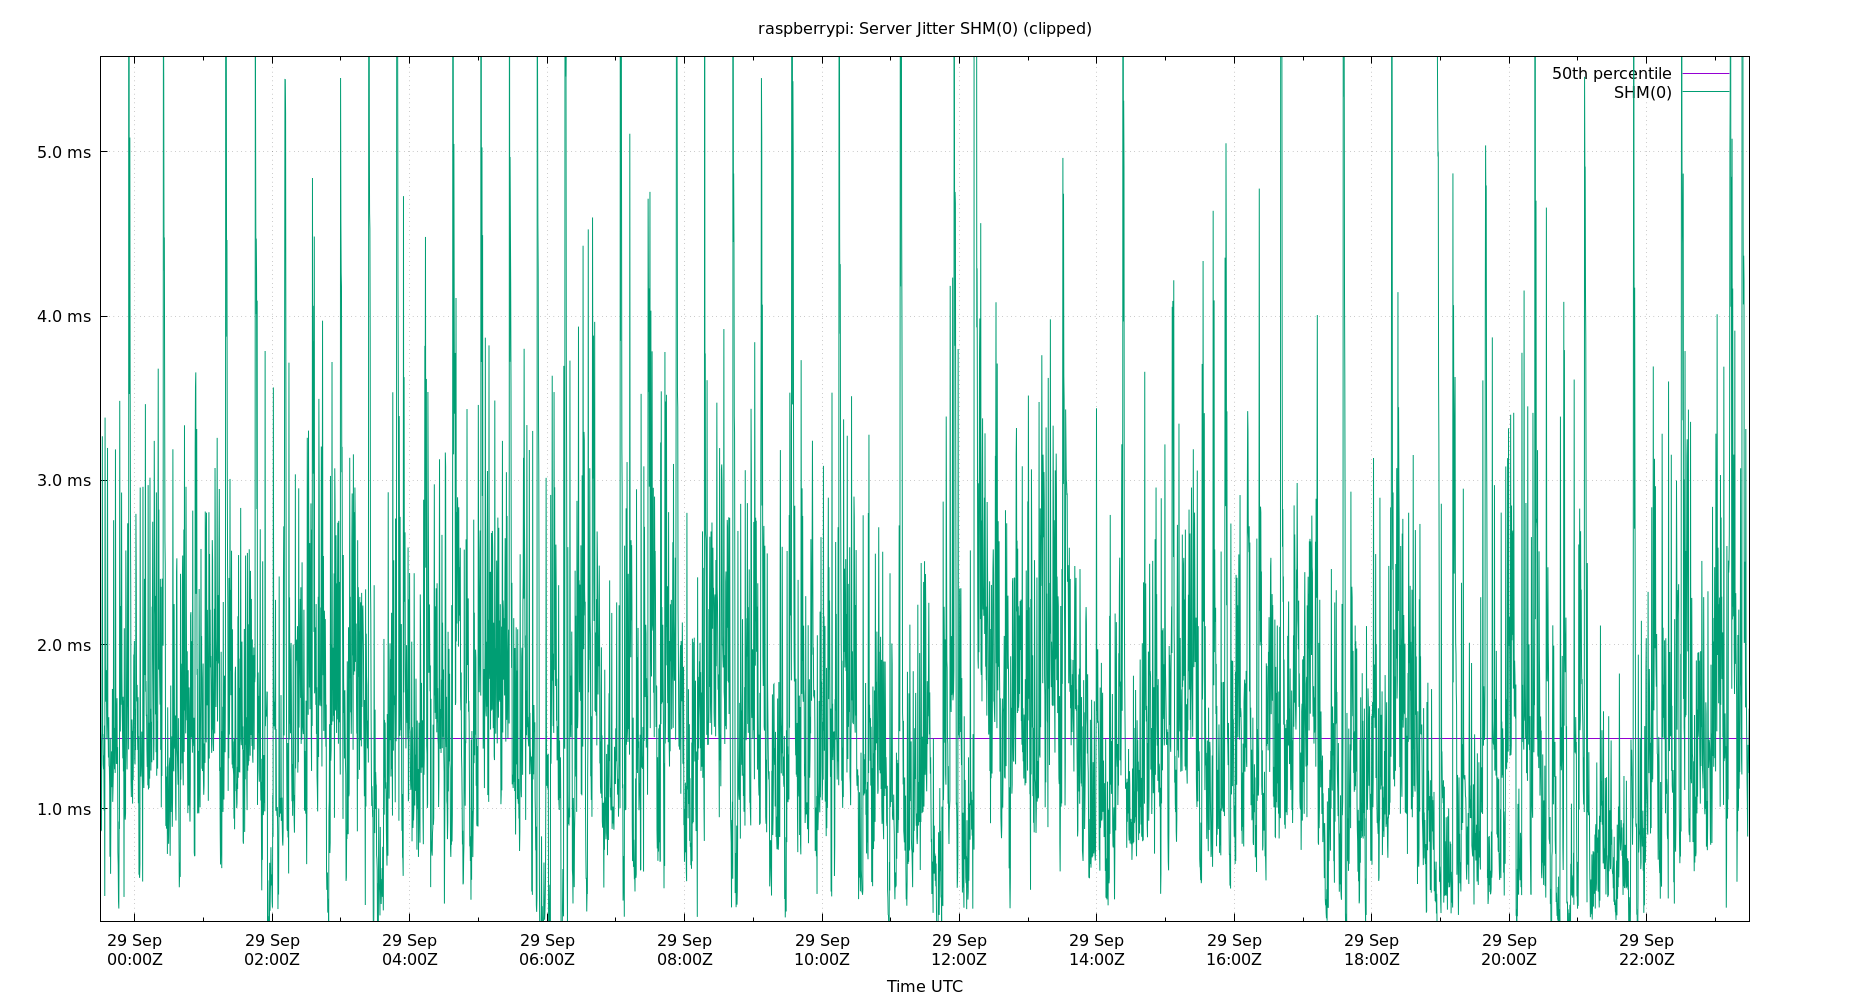 raspberrypi: Server Jitter SHM(0) (clipped)
50th percentile
SHM(0)
5.0 ms
4.0 ms
3.0 ms
2.0 ms
1.0 ms
29 Sep 29 Sep 29 Sep 29 Sep 29 Sep 29 Sep 29 Sep 29 Sep 29 Sep 29 Sep 29 Sep 29 Sep
00:00Z 02:00Z 04:00Z 06:00Z 08:00Z 10:00Z 12:00Z 14:00Z 16:00Z 18:00Z 20:00Z 22:00Z
Time UTC